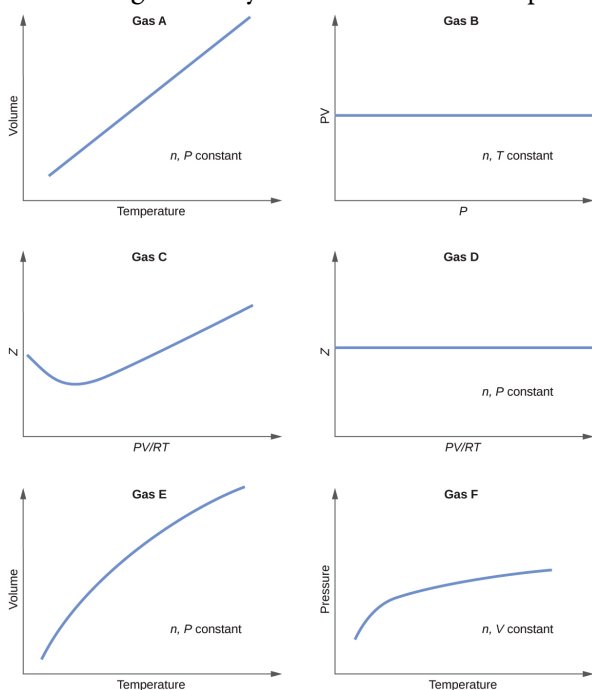 Gas A
Volume
n, P constant
Temperature
Gas B
PV
n, T constant
P
Gas C
Z
PV/RT
Gas D
Z
n, P constant
PV/RT
Gas E
Volume
n, P constant
Temperature
Gas F
Pressure
n, V constant
Temperature